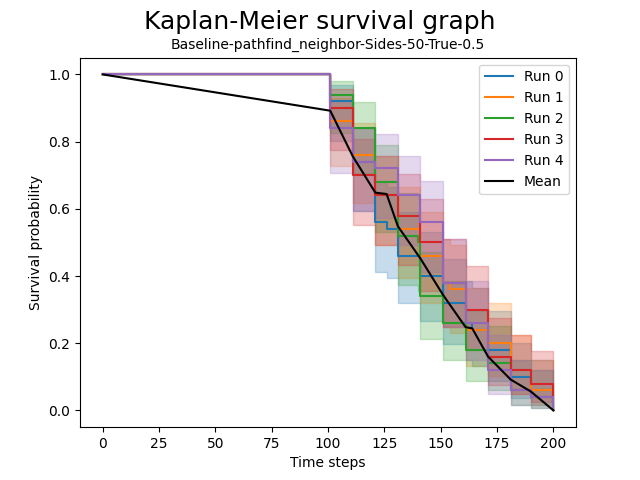 Kaplan-Meier survival graph
Baseline-pathfind_neighbor-Sides-50-True-0.5
Survival probability
1.0
0.8
0.6
0.4
0.2
0.0
Run 0
Run 1
Run 2
Run 3
Run 4
Mean
0 25 50 75 100 125 150 175 200
Time steps